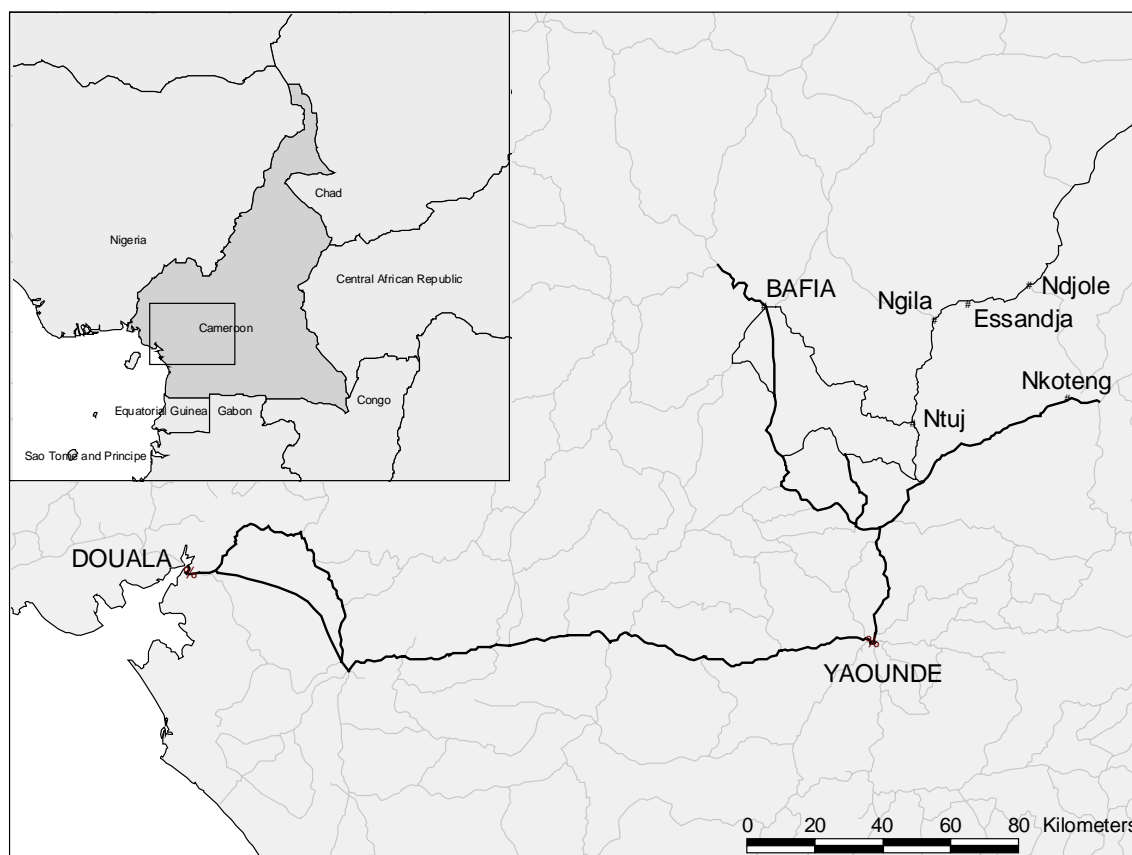 Chad
Nigeria
Central African Republic
Cameroon
Congo
Equatorial Guinea
Gabon
Sao Tome and Principe
BAFIA
Ndjole
Ngila
Essandja
Nkoteng
Ntuj
DOUALA
YAOUNDE
0 20 40 60 80 Kilometers